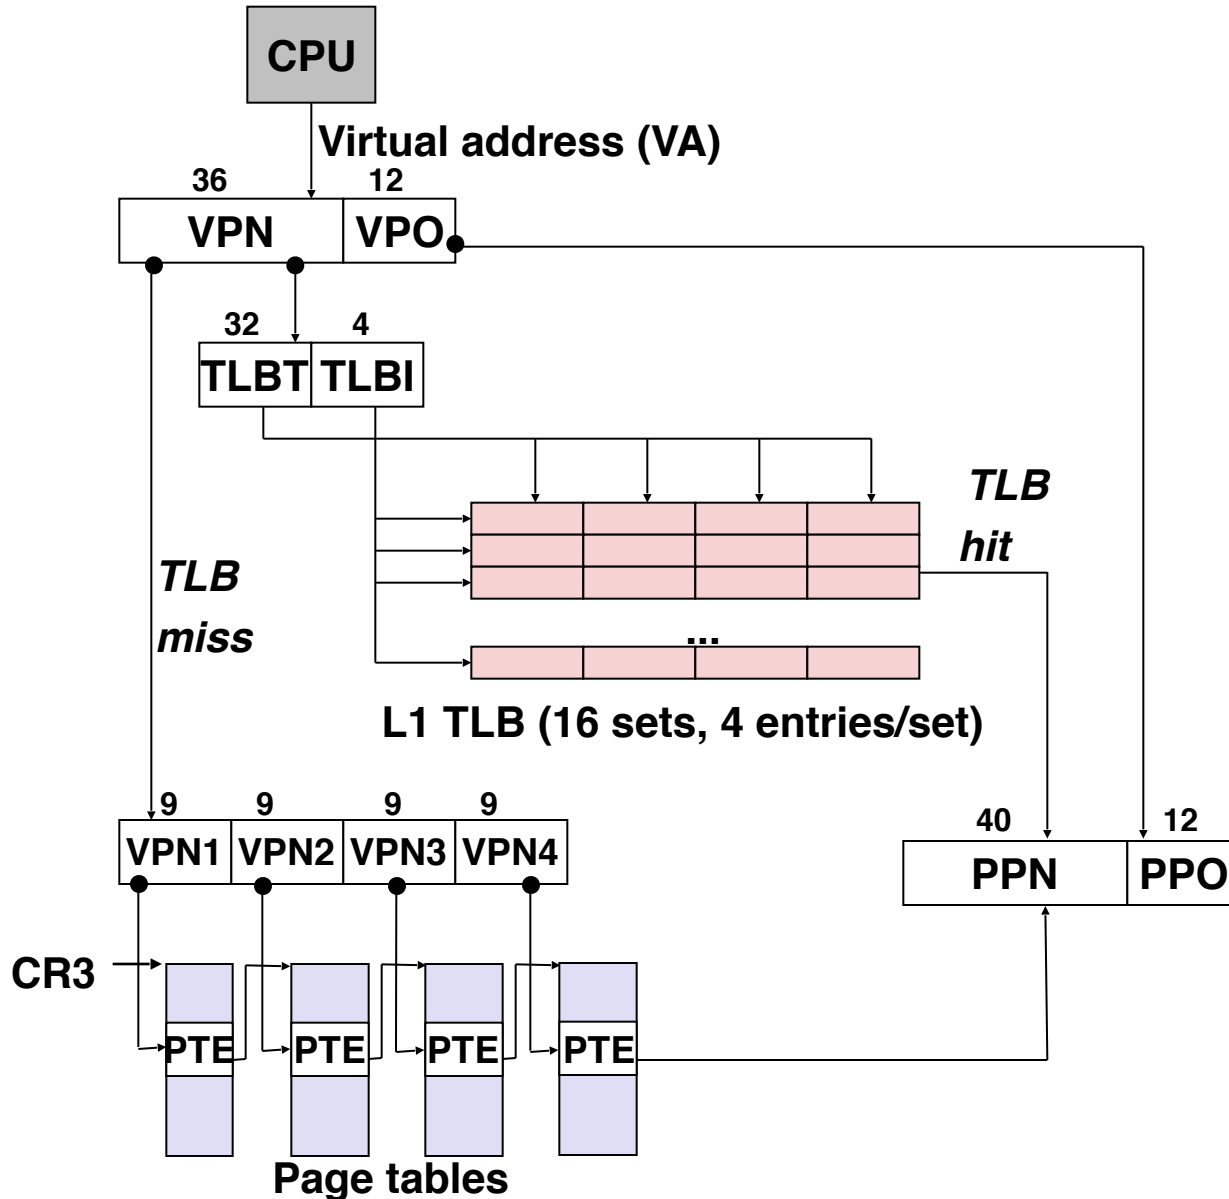 CPU
Virtual address (VA)
36 12
VPN VPO
32 4
TLBT TLBI
TLB
hit
TLB
miss
...
L1 TLB (16 sets, 4 entries/set)
9 9 9 9
VPN1 VPN2 VPN3 VPN4
40 12
PPN PPO
CR3
PTE PTE PTE PTE
Page tables